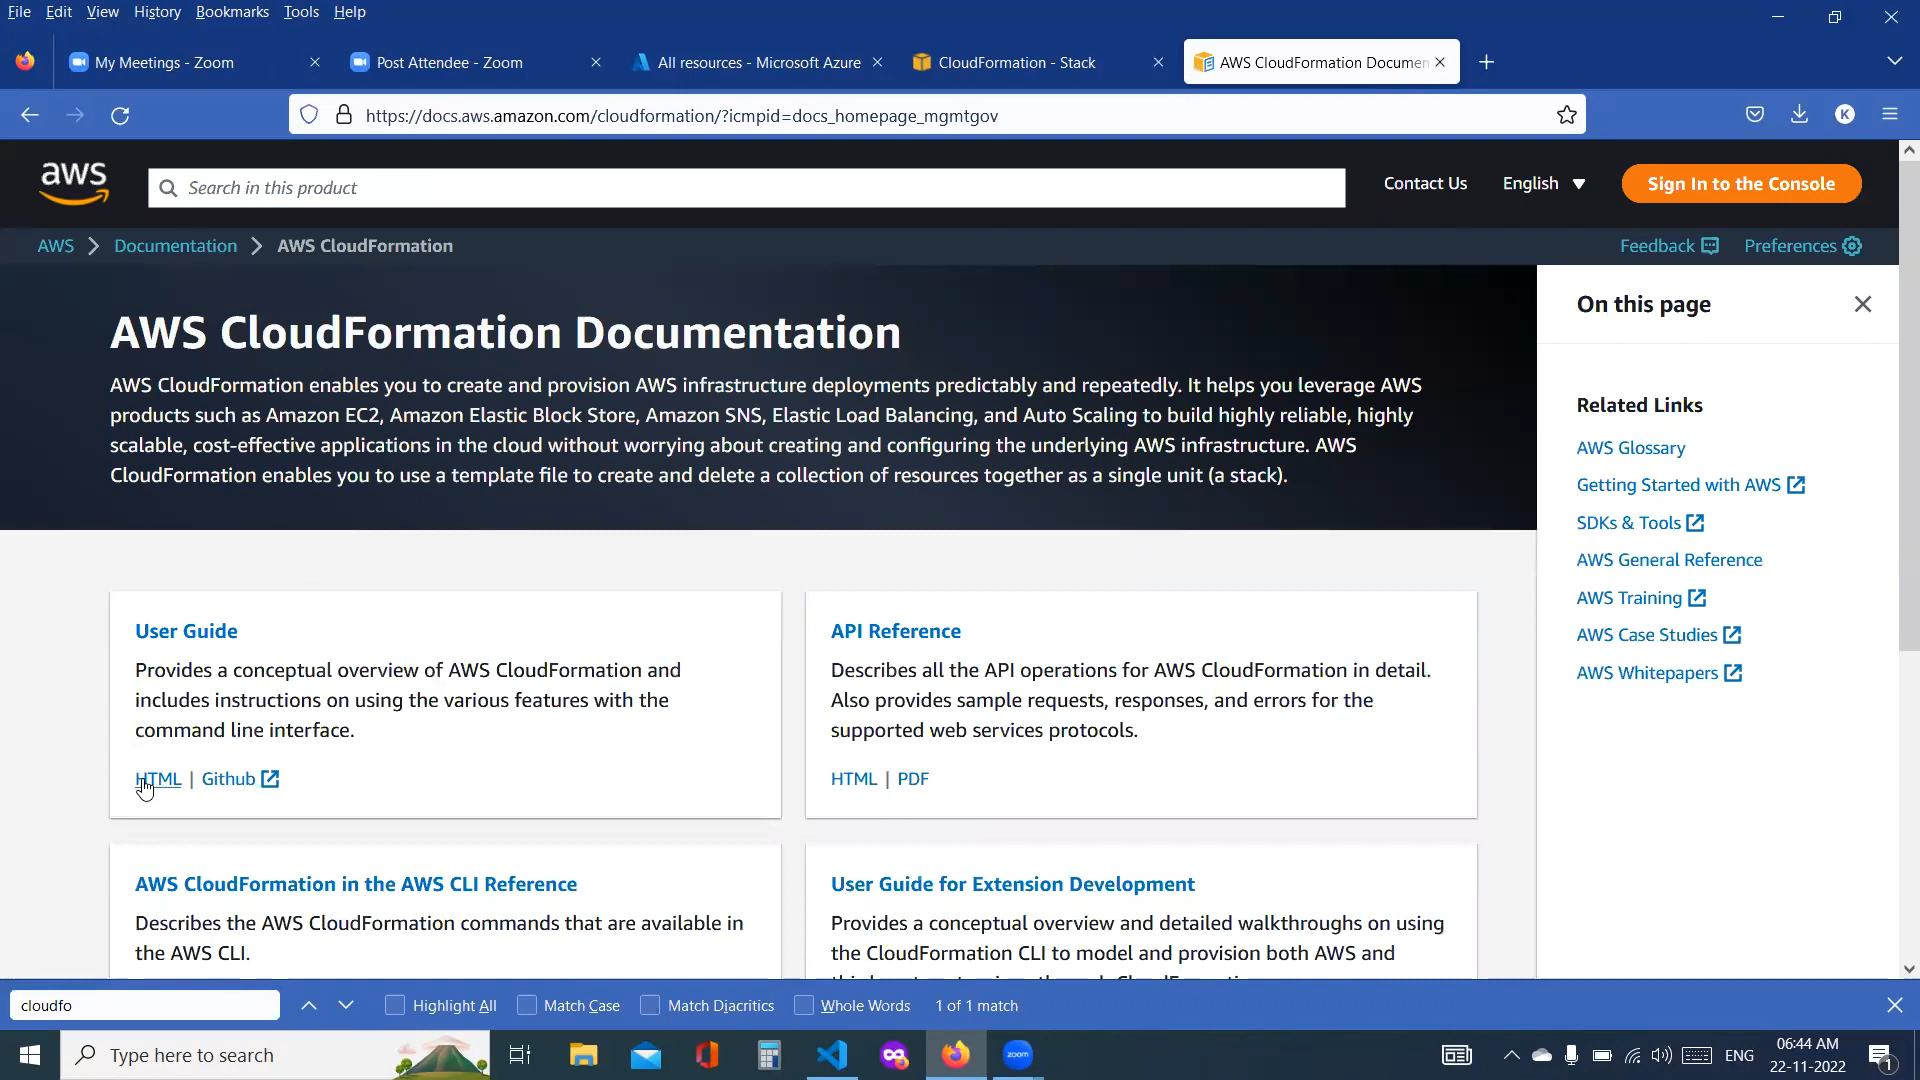 File Edit View History Bookmarks Tools Help
My Meetings - Zoom
Post Attendee - Zoom
All resources - Microsoft Azure
CloudFormation - Stack
AWS CloudFormation Documen
https://docs.aws.amazon.com/cloudformation/?icmpid=docs_homepage_mgmtgov
K
aws
Search in this product
Contact Us
English
Sign In to the Console
AWS
Documentation
AWS CloudFormation
Feedback
Preferences
AWS CloudFormation Documentation
AWS CloudFormation enables you to create and provision AWS infrastructure deployments predictably and repeatedly. It helps you leverage AWS
products such as Amazon EC2, Amazon Elastic Block Store, Amazon SNS, Elastic Load Balancing, and Auto Scaling to build highly reliable, highly
scalable, cost-effective applications in the cloud without worrying about creating and configuring the underlying AWS infrastructure. AWS
CloudFormation enables you to use a template file to create and delete a collection of resources together as a single unit (a stack).
On this page
Related Links
AWS Glossary
Getting Started with AWS
SDKs & Tools
AWS General Reference
AWS Training
AWS Case Studies
AWS Whitepapers
User Guide
Provides a conceptual overview of AWS CloudFormation and
includes instructions on using the various features with the
command line interface.
HTML | Github
API Reference
Describes all the API operations for AWS CloudFormation in detail.
Also provides sample requests, responses, and errors for the
supported web services protocols.
HTML | PDF
AWS CloudFormation in the AWS CLI Reference
Describes the AWS CloudFormation commands that are available in
the AWS CLI.
User Guide for Extension Development
Provides a conceptual overview and detailed walkthroughs on using
the CloudFormation CLI to model and provision both AWS and
cloudfo
Highlight All
Match Case
Match Diacritics
Whole Words
1 of 1 match
Type here to search
zoom
ENG
06:44 AM
22-11-2022
1